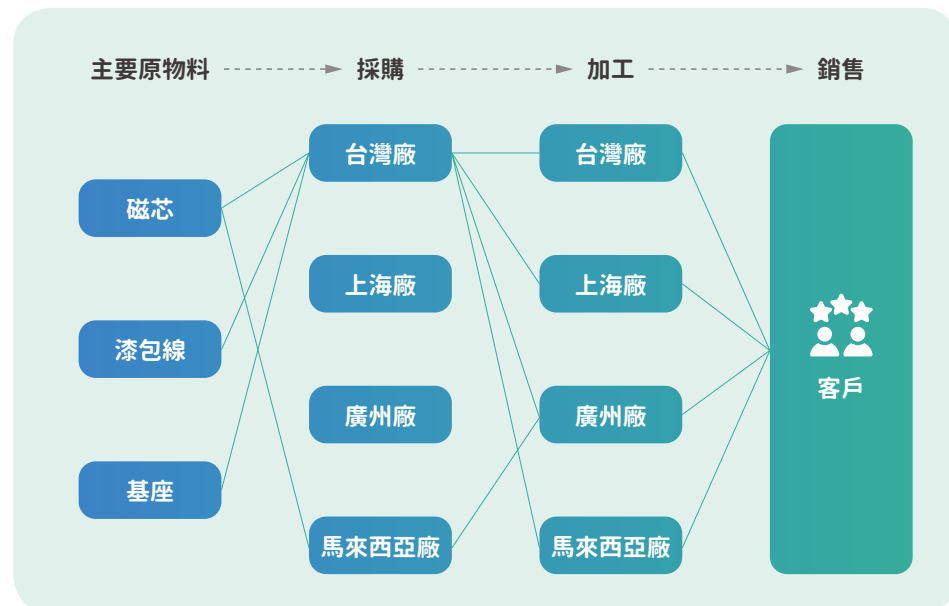 主要原物料
採購
加工
銷售
磁芯
漆包線
基座
台灣廠
上海廠
廣州廠
馬來西亞廠
台灣廠
上海廠
廣州廠
馬來西亞廠
客戶